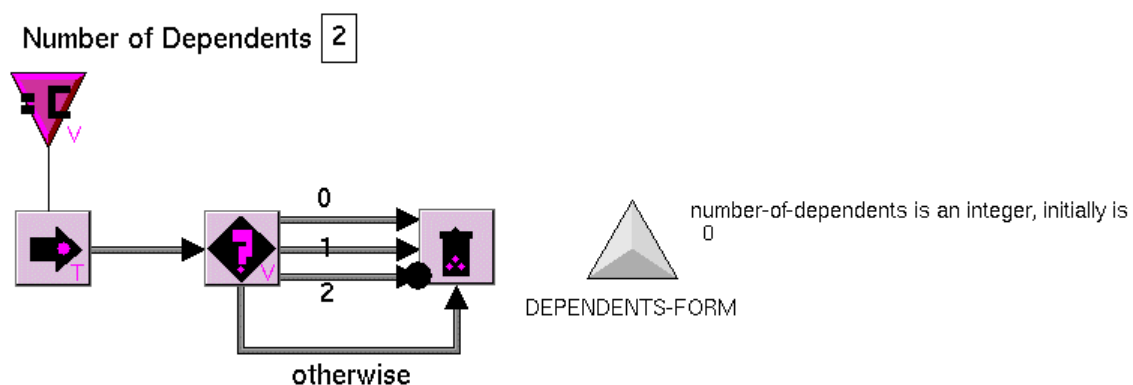 Number of Dependents 2
V
0
number-of-dependents is an integer, initially is
0
1
T
V
2
DEPENDENTS-FORM
otherwise